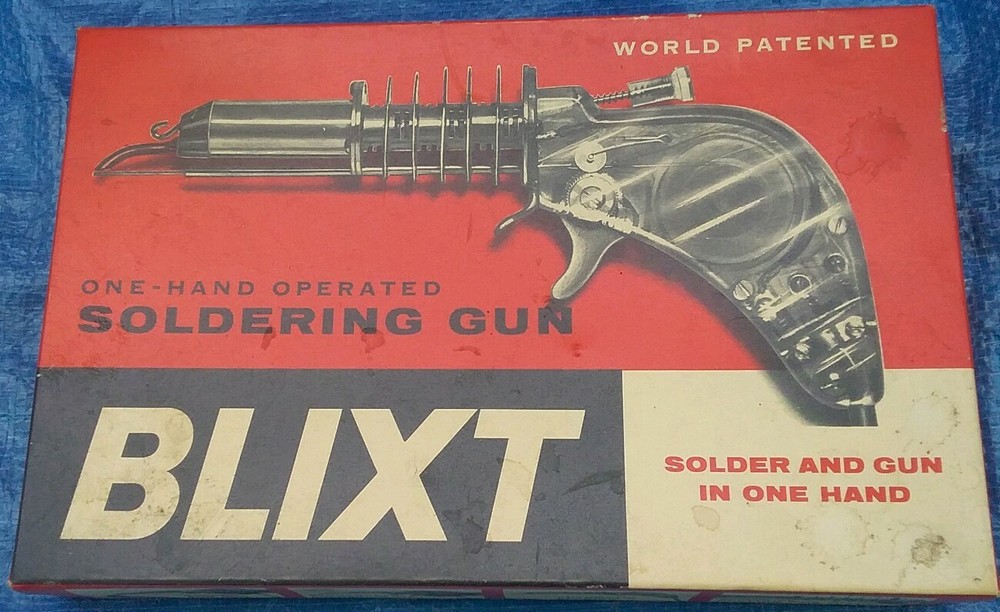 WORLD PATENTED
ONE-HAND OPERATED
SOLDERING GUN
BLIXT
SOLDER AND GUN
IN ONE HAND